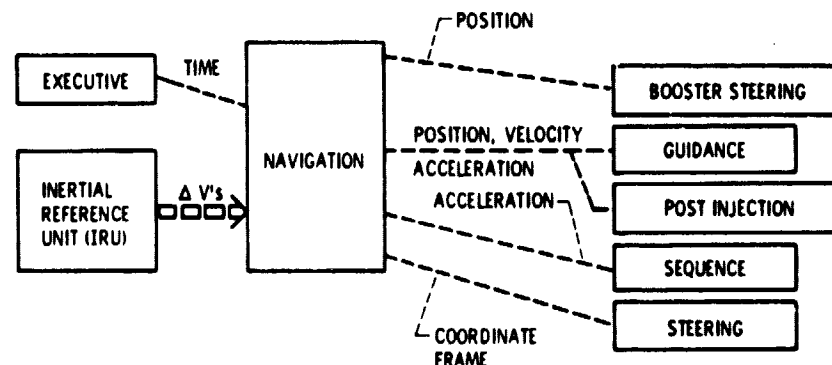 POSITION
EXECUTIVE
TIME
BOOSTER STEERING
NAVIGATION
POSITION, VELOCITY
ACCELERATION
GUIDANCE
INERTIAL
REFERENCE
UNIT (IRU)
Δ V'S
ACCELERATION
POST INJECTION
SEQUENCE
STEERING
COORDINATE
FRAME